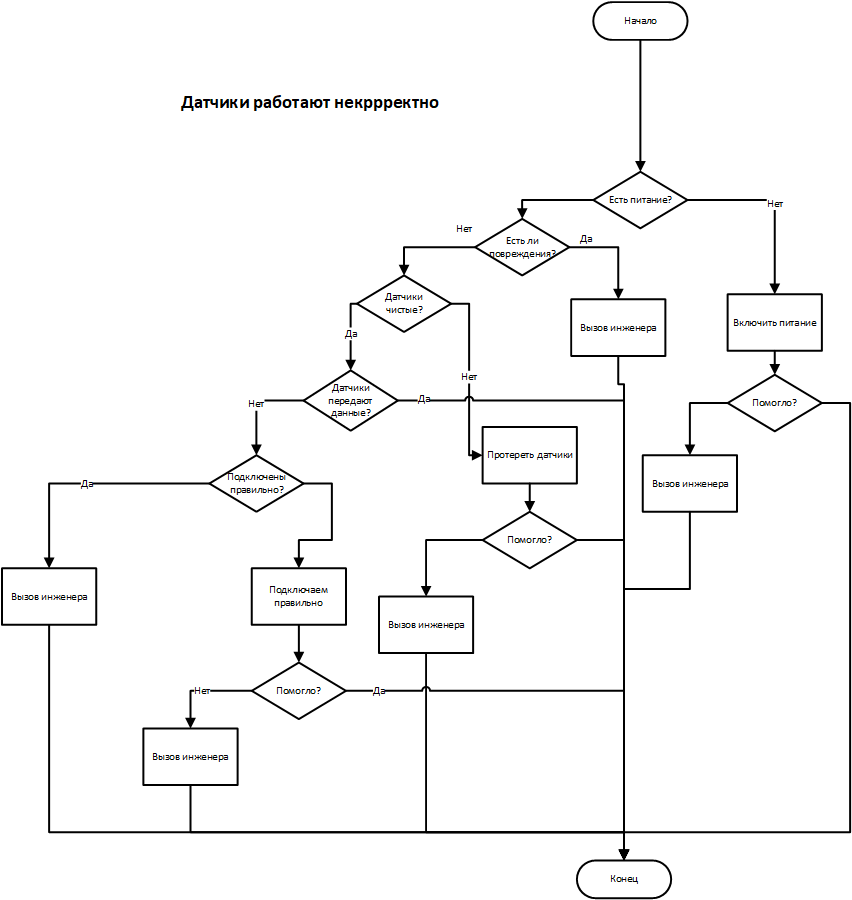 Начало
Датчики работают некррректно
Есть питание?
Нет
Нет
Да
Есть ли
повреждения?
Датчики
чистые?
Вызов инженера
Включить питание
Да
Нет
Датчики
передают
данные?
Нет
Да
Помогло?
Протереть датчики
Подключены
правильно?
Да
Вызов инженера
Помогло?
Вызов инженера
Подключаем
правильно
Вызов инженера
Нет
Помогло?
Да
Вызов инженера
Конец